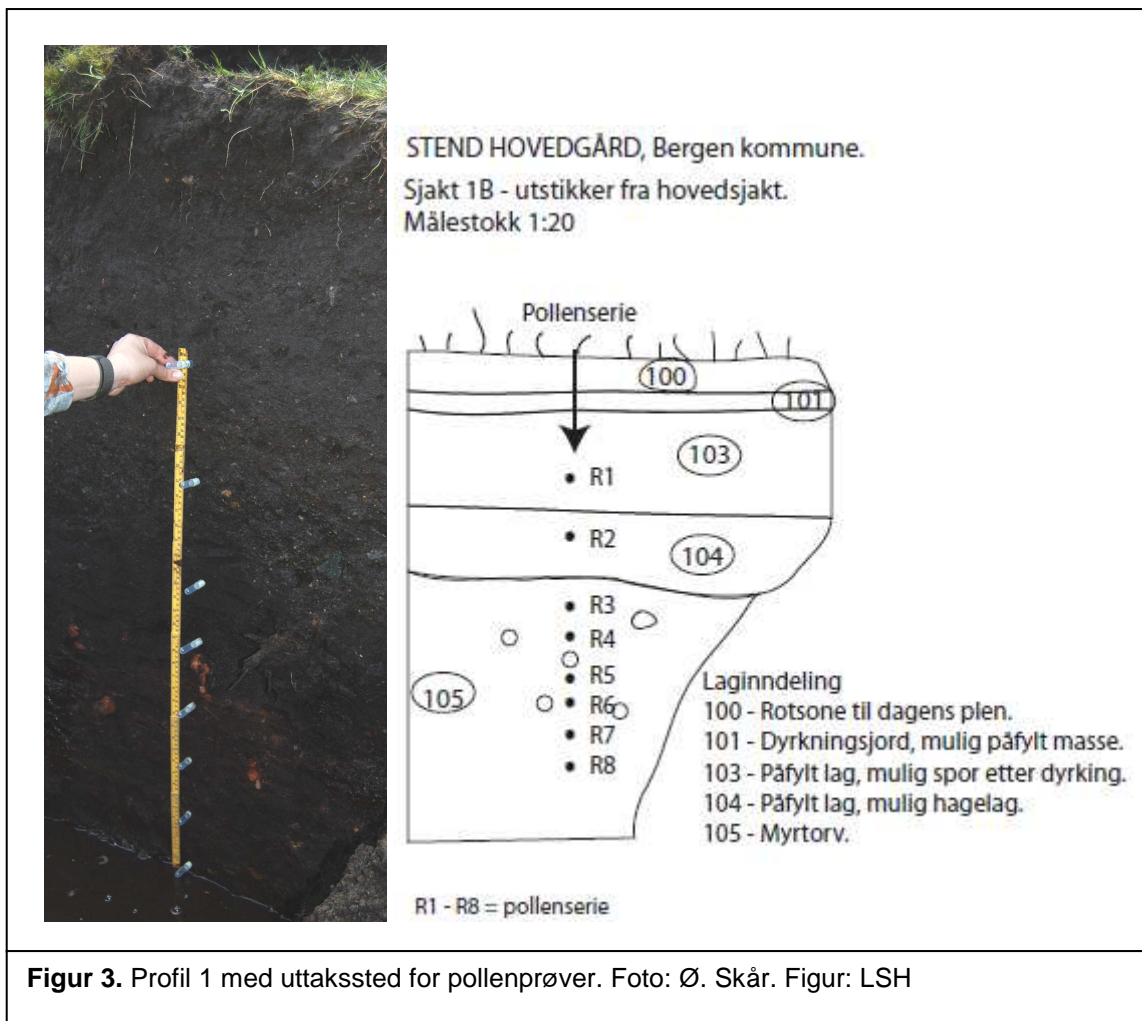 STEND HOVEDGÅRD, Bergen kommune.
Sjakt 1B - utstikker fra hovedsjakt.
Målestokk 1:20
Pollenserie
100
101
103
R1
R2
104
R3
R4
R5
105
R6
R7
R8
Laginndeling
100 - Rotsone til dagens plen.
101 - Dyrkningsjord, mulig påfylt masse.
103 - Påfylt lag, mulig spor etter dyrking.
104 - Påfylt lag, mulig hagelag.
105 - Myrtorv.
R1 - R8 = pollenserie
Figur 3. Profil 1 med uttakssted for pollenprøver. Foto: Ø. Skår. Figur: LSH